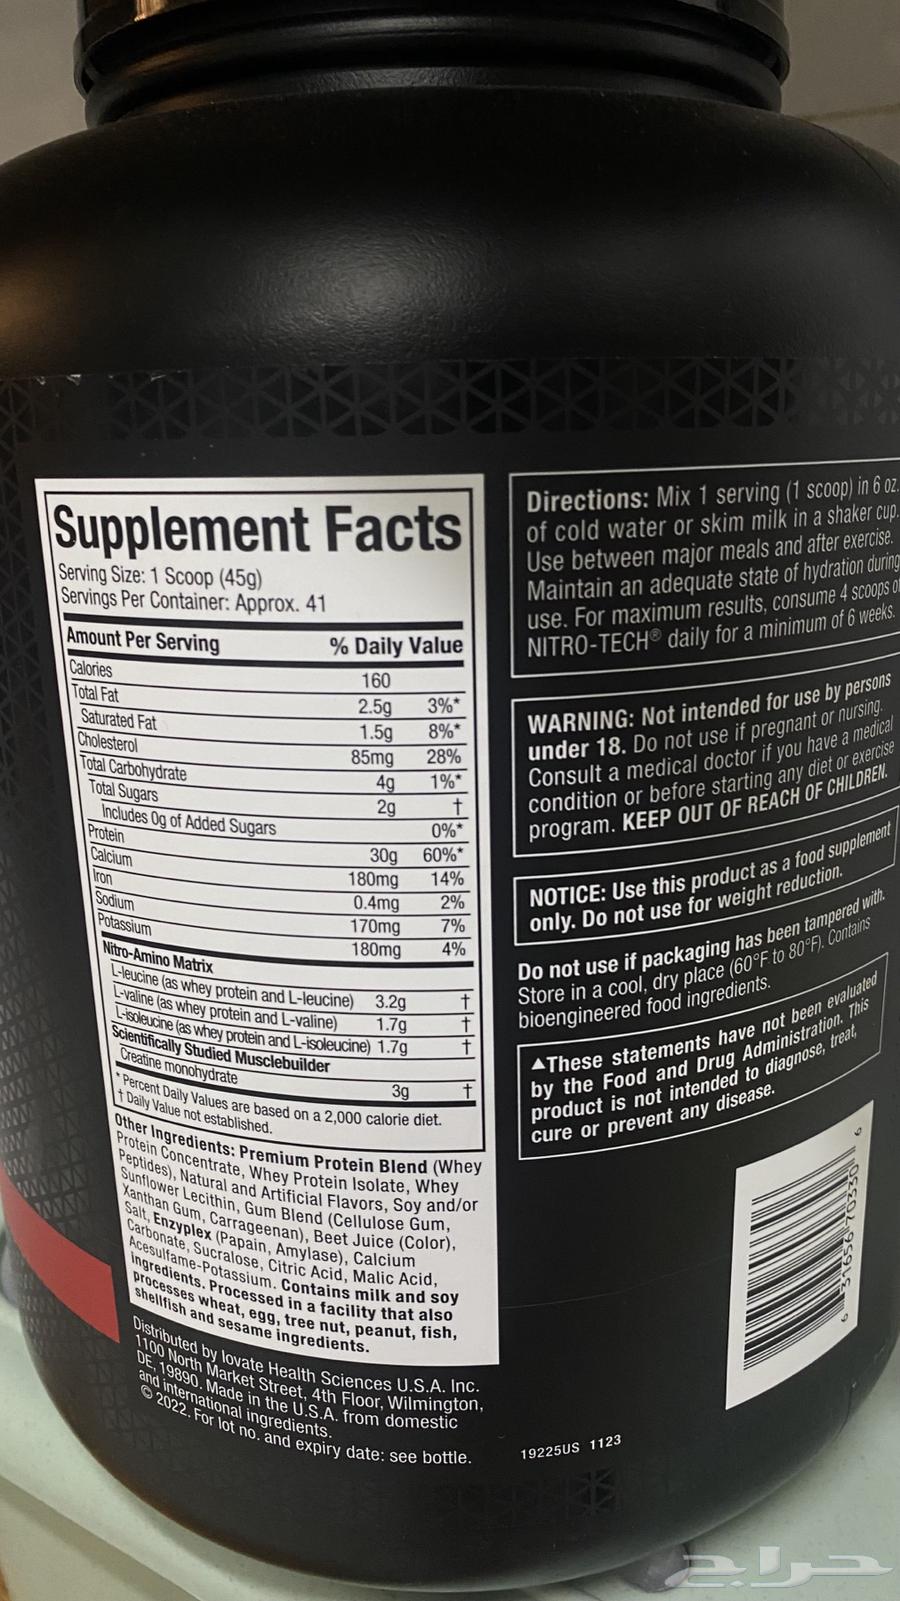 Supplement Facts
Serving Size: 1 Scoop (45g)
Servings Per Container: Approx. 41
Amount Per Serving % Daily Value
Calories 160
Total Fat 2.5g 3%*
Saturated Fat 1.5g 8%*
Cholesterol 85mg 28%
Total Carbohydrate 4g 1%*
Total Sugars 2g †
Includes 0g of Added Sugars 0%*
Protein 30g 60%*
Calcium 180mg 14%
Iron 0.4mg 2%
Sodium 170mg 7%
Potassium 180mg 4%
Nitro-Amino Matrix
L-leucine (as whey protein and L-leucine) 3.2g †
L-valine (as whey protein and L-valine) 1.7g †
L-isoleucine (as whey protein and L-isoleucine) 1.7g †
Scientifically Studied Musclebuilder
Creatine monohydrate 3g †
* Percent Daily Values are based on a 2,000 calorie diet.
† Daily Value not established.
Other Ingredients: Premium Protein Blend (Whey
Protein Concentrate, Whey Protein Isolate, Whey
Peptides), Natural and Artificial Flavors, Soy and/or
Sunflower Lecithin, Gum Blend (Cellulose Gum,
Xanthan Gum, Carrageenan), Beet Juice (Color),
Salt, Enzyplex (Papain, Amylase), Calcium
Carbonate, Sucralose, Citric Acid, Malic Acid,
Acesulfame-Potassium. Contains milk and soy
ingredients. Processed in a facility that also
processes wheat, egg, tree nut, peanut, fish,
shellfish and sesame ingredients.
Distributed by Iovate Health Sciences U.S.A. Inc.
1100 North Market Street, 4th Floor, Wilmington,
DE, 19890. Made in the U.S.A. from domestic
and international ingredients.
© 2022. For lot no. and expiry date: see bottle.
Directions: Mix 1 serving (1 scoop) in 6 oz.
of cold water or skim milk in a shaker cup.
Use between major meals and after exercise.
Maintain an adequate state of hydration during
use. For maximum results, consume 4 scoops of
NITRO-TECH® daily for a minimum of 6 weeks.
WARNING: Not intended for use by persons
under 18. Do not use if pregnant or nursing.
Consult a medical doctor if you have a medical
condition or before starting any diet or exercise
program. KEEP OUT OF REACH OF CHILDREN.
NOTICE: Use this product as a food supplement
only. Do not use for weight reduction.
Do not use if packaging has been tampered with.
Store in a cool, dry place (60°F to 80°F). Contains
bioengineered food ingredients.
▲These statements have not been evaluated
by the Food and Drug Administration. This
product is not intended to diagnose, treat,
cure or prevent any disease.
6 31656 70330 6
19225US 1123
حراج